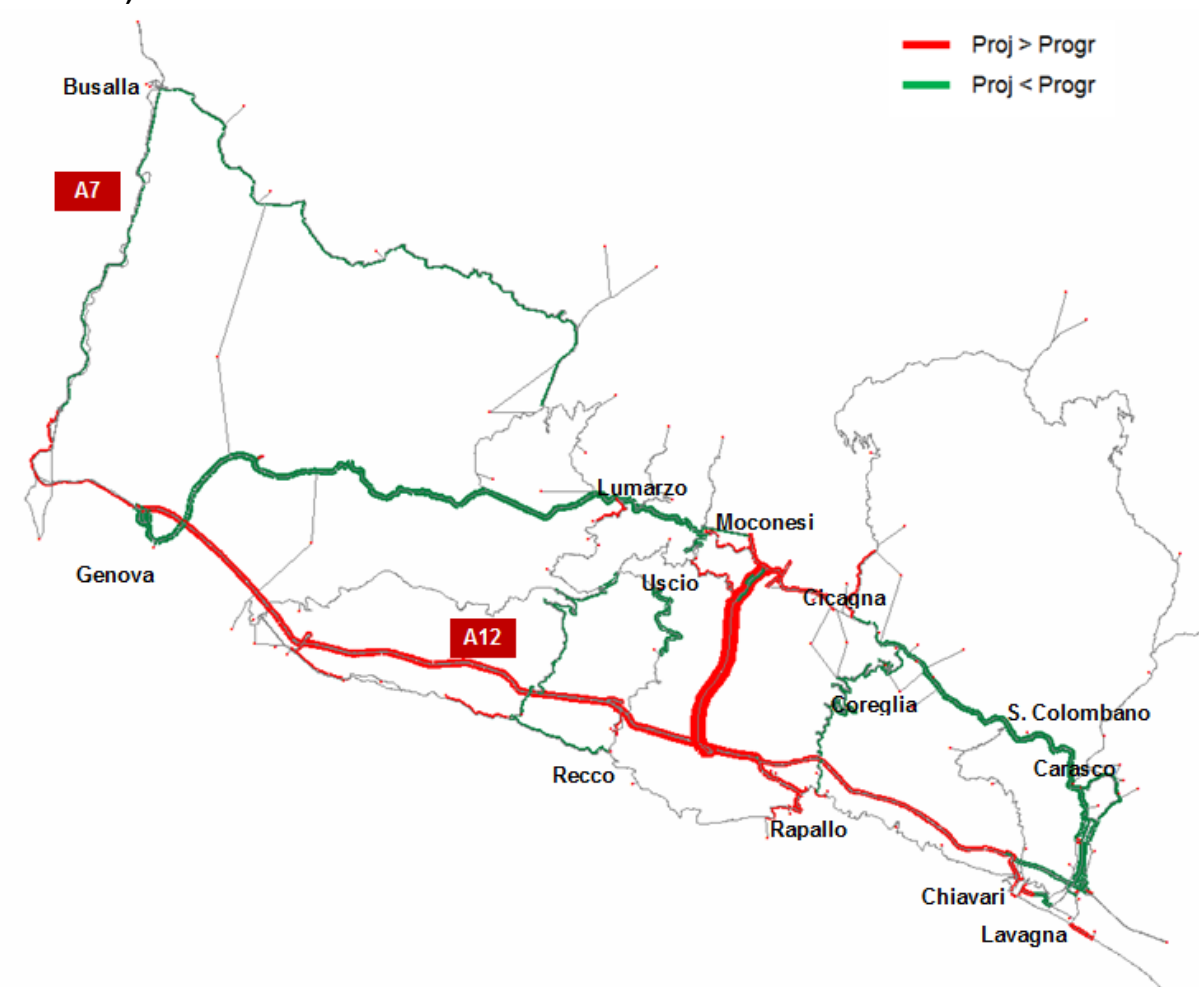 Proj > Progr
Proj < Progr
Busalla
A7
Lumarzo
Moconesi
Genova
Uscio
Cicagna
A12
Coreglia
S. Colombano
Recco
Carasco
Rapallo
Chiavari
Lavagna